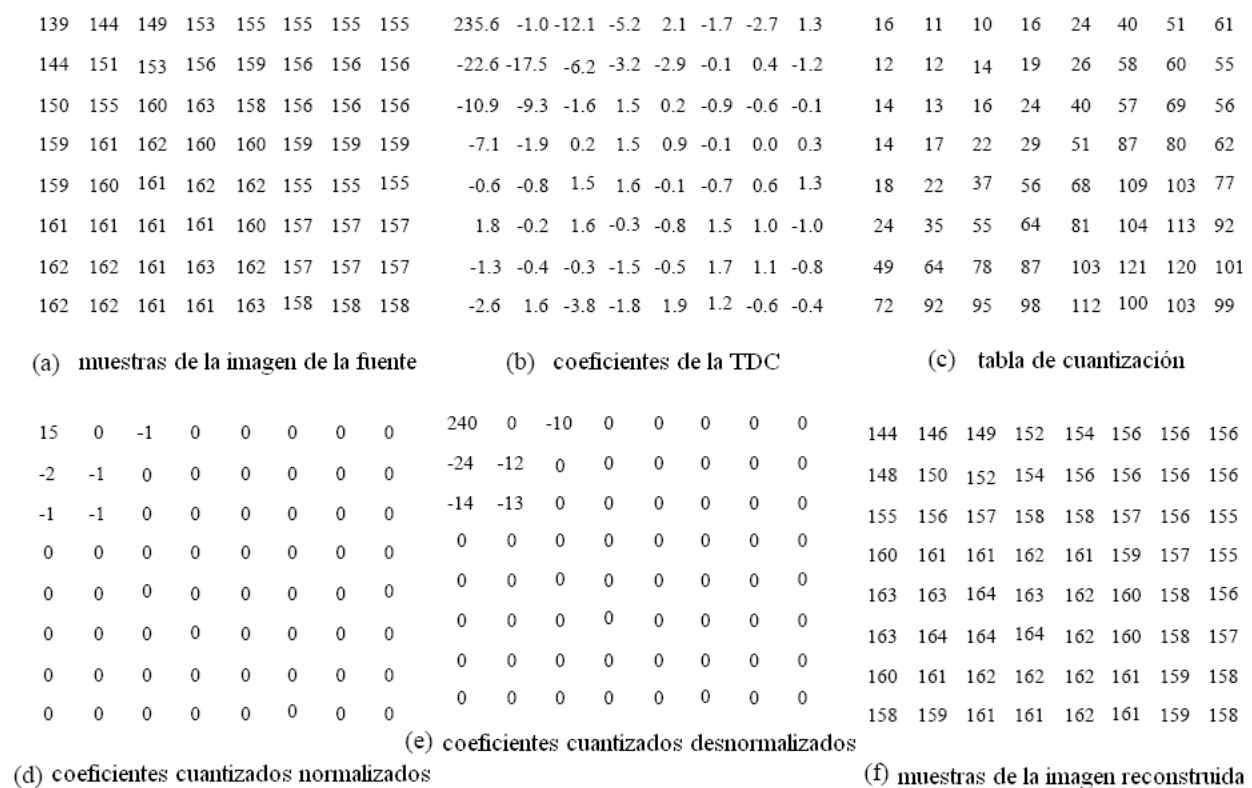 139 144 149 153 155 155 155 155
144 151 153 156 159 156 156 156
150 155 160 163 158 156 156 156
159 161 162 160 160 159 159 159
159 160 161 162 162 155 155 155
161 161 161 161 160 157 157 157
162 162 161 163 162 157 157 157
162 162 161 161 163 158 158 158
(a) muestras de la imagen de la fuente
235.6 -1.0 -12.1 -5.2 2.1 -1.7 -2.7 1.3
-22.6 -17.5 -6.2 -3.2 -2.9 -0.1 0.4 -1.2
-10.9 -9.3 -1.6 1.5 0.2 -0.9 -0.6 -0.1
-7.1 -1.9 0.2 1.5 0.9 -0.1 0.0 0.3
-0.6 -0.8 1.5 1.6 -0.1 -0.7 0.6 1.3
1.8 -0.2 1.6 -0.3 -0.8 1.5 1.0 -1.0
-1.3 -0.4 -0.3 -1.5 -0.5 1.7 1.1 -0.8
-2.6 1.6 -3.8 -1.8 1.9 1.2 -0.6 -0.4
(b) coeficientes de la TDC
16 11 10 16 24 40 51 61
12 12 14 19 26 58 60 55
14 13 16 24 40 57 69 56
14 17 22 29 51 87 80 62
18 22 37 56 68 109 103 77
24 35 55 64 81 104 113 92
49 64 78 87 103 121 120 101
72 92 95 98 112 100 103 99
(c) tabla de cuantización
15 0 -1 0 0 0 0 0
-2 -1 0 0 0 0 0 0
-1 -1 0 0 0 0 0 0
0 0 0 0 0 0 0 0
0 0 0 0 0 0 0 0
0 0 0 0 0 0 0 0
0 0 0 0 0 0 0 0
0 0 0 0 0 0 0 0
(d) coeficientes cuantizados normalizados
240 0 -10 0 0 0 0 0
-24 -12 0 0 0 0 0 0
-14 -13 0 0 0 0 0 0
0 0 0 0 0 0 0 0
0 0 0 0 0 0 0 0
0 0 0 0 0 0 0 0
0 0 0 0 0 0 0 0
0 0 0 0 0 0 0 0
(e) coeficientes cuantizados desnormalizados
144 146 149 152 154 156 156 156
148 150 152 154 156 156 156 156
155 156 157 158 158 157 156 155
160 161 161 162 161 159 157 155
163 163 164 163 162 160 158 156
163 164 164 164 162 160 158 157
160 161 162 162 162 161 159 158
158 159 161 161 162 161 159 158
(f) muestras de la imagen reconstruida